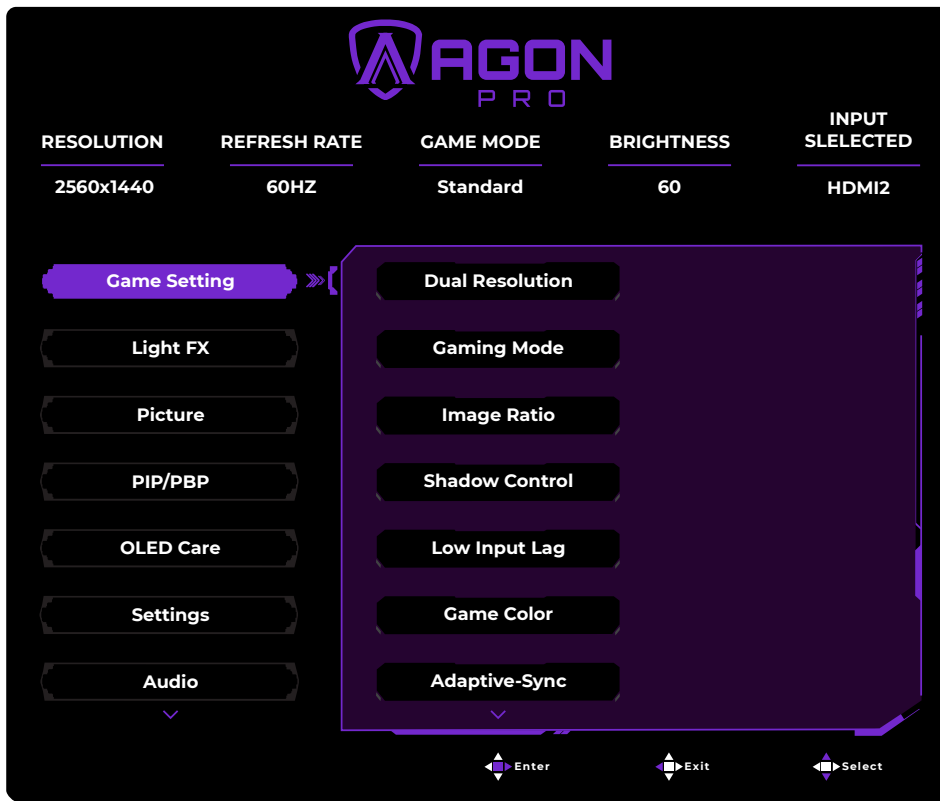 AGON
PRO
RESOLUTION
REFRESH RATE
GAME MODE
BRIGHTNESS
INPUT
SLELECTED
2560x1440
60HZ
Standard
60
HDMI2
Game Setting
Light FX
Picture
PIP/PBP
OLED Care
Settings
Audio
Dual Resolution
Gaming Mode
Image Ratio
Shadow Control
Low Input Lag
Game Color
Adaptive-Sync
Enter
Exit
Select